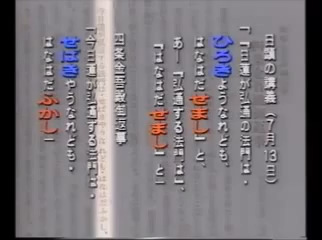 日顕の講義（7月13日）
「『日蓮が弘通の法門は・
ひろき
はなはだせまし』と、
あー『弘通する法門は』、
『はなはだせまし』と、
四条金吾殿御返事
「今日蓮が弘通する法門は・
せばきやうなれども・
はなはだふかし」